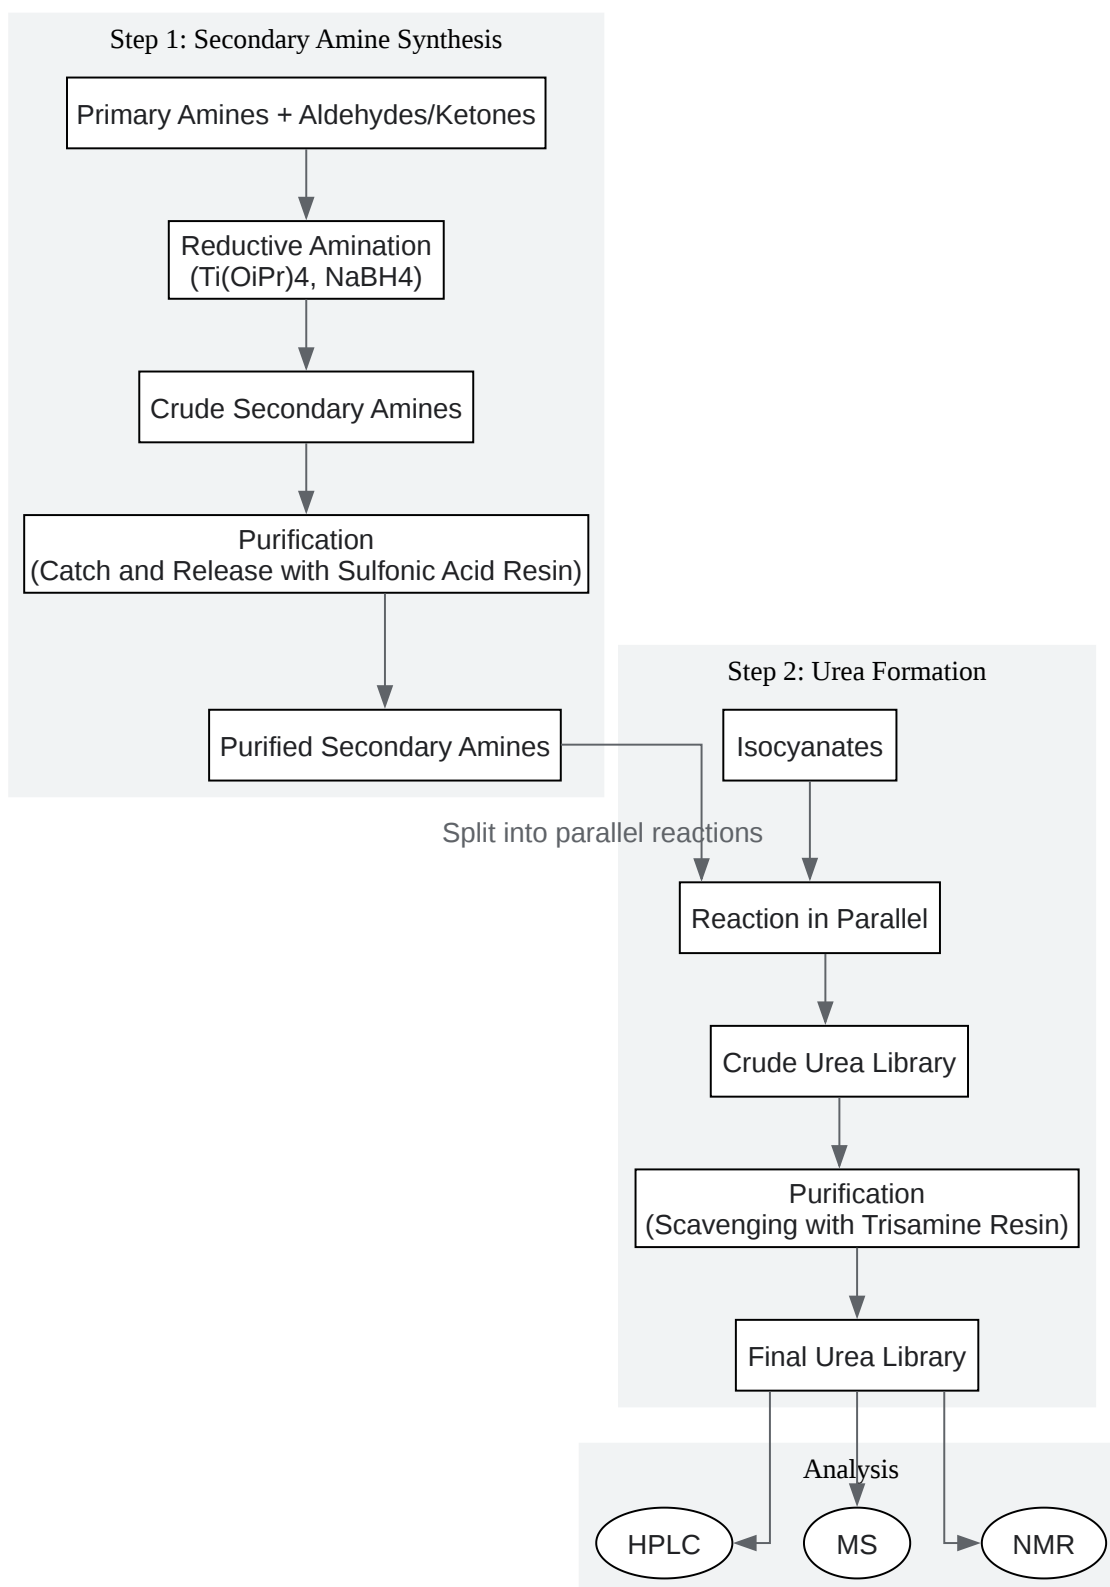 Step 1: Secondary Amine Synthesis
Primary Amines + Aldehydes/Ketones
Reductive Amination
(Ti(OiPr)4, NaBH4)
Crude Secondary Amines
Purification
(Catch and Release with Sulfonic Acid Resin)
Purified Secondary Amines
Split into parallel reactions
Step 2: Urea Formation
Isocyanates
Reaction in Parallel
Crude Urea Library
Purification
(Scavenging with Trisamine Resin)
Final Urea Library
Analysis
HPLC
MS
NMR